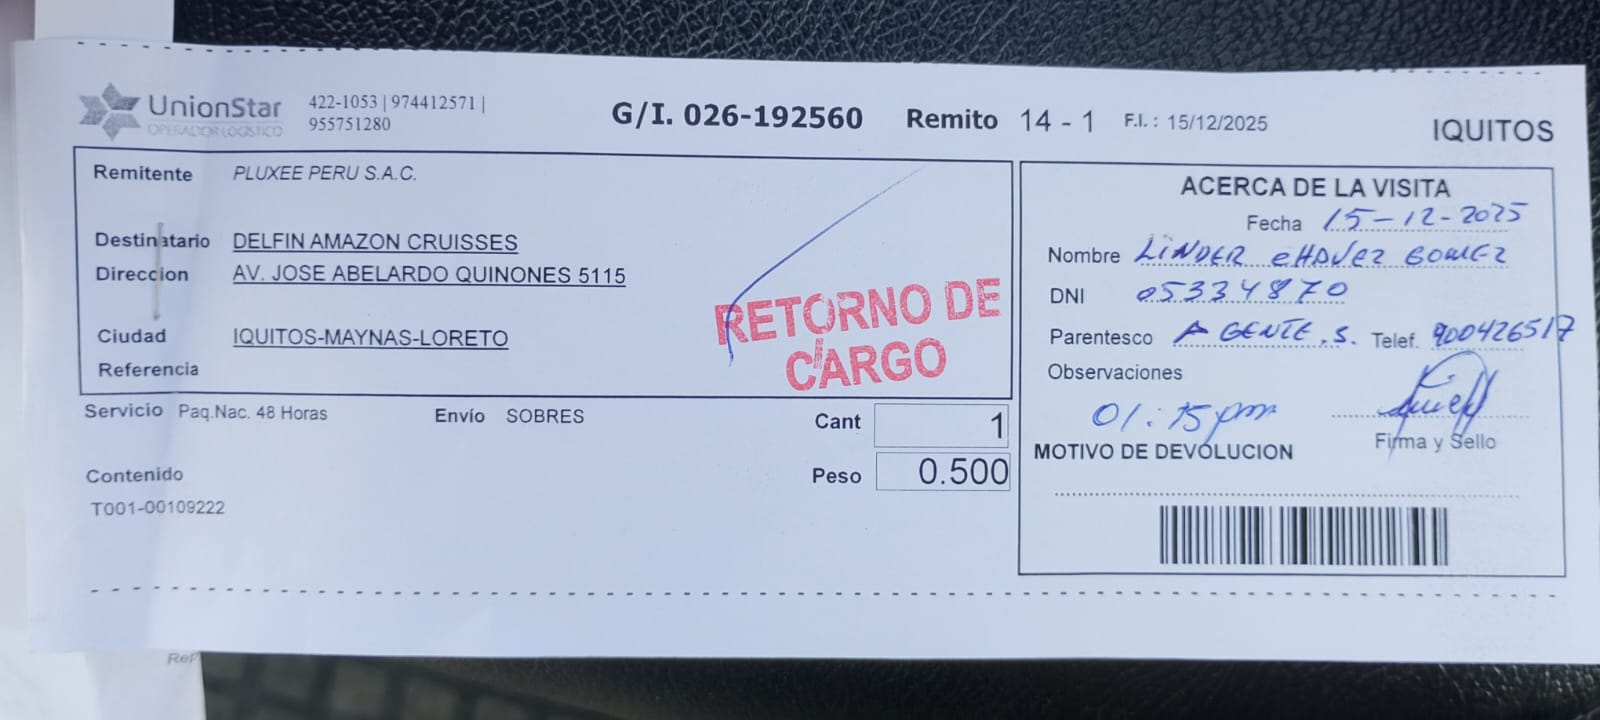 UnionStar
OPERADOR LOGISTICO
422-1053 | 974412571 |
955751280
G/I. 026-192560 Remito 14 - 1 F.I. : 15/12/2025
IQUITOS
Remitente PLUXEE PERU S.A.C.
Destinatario DELFIN AMAZON CRUISSES
Direccion AV. JOSE ABELARDO QUINONES 5115
Ciudad IQUITOS-MAYNAS-LORETO
Referencia
RETORNO DE
CARGO
Servicio Paq.Nac. 48 Horas Envío SOBRES Cant 1
Peso 0.500
Contenido
T001-00109222
ACERCA DE LA VISITA
Fecha 15-12-2025
Nombre LINDER CHAVEZ GOMEZ
DNI 05334870
Parentesco AGENTE.S. Telef. 900426517
Observaciones
01:15pm
Firma y Sello
MOTIVO DE DEVOLUCION